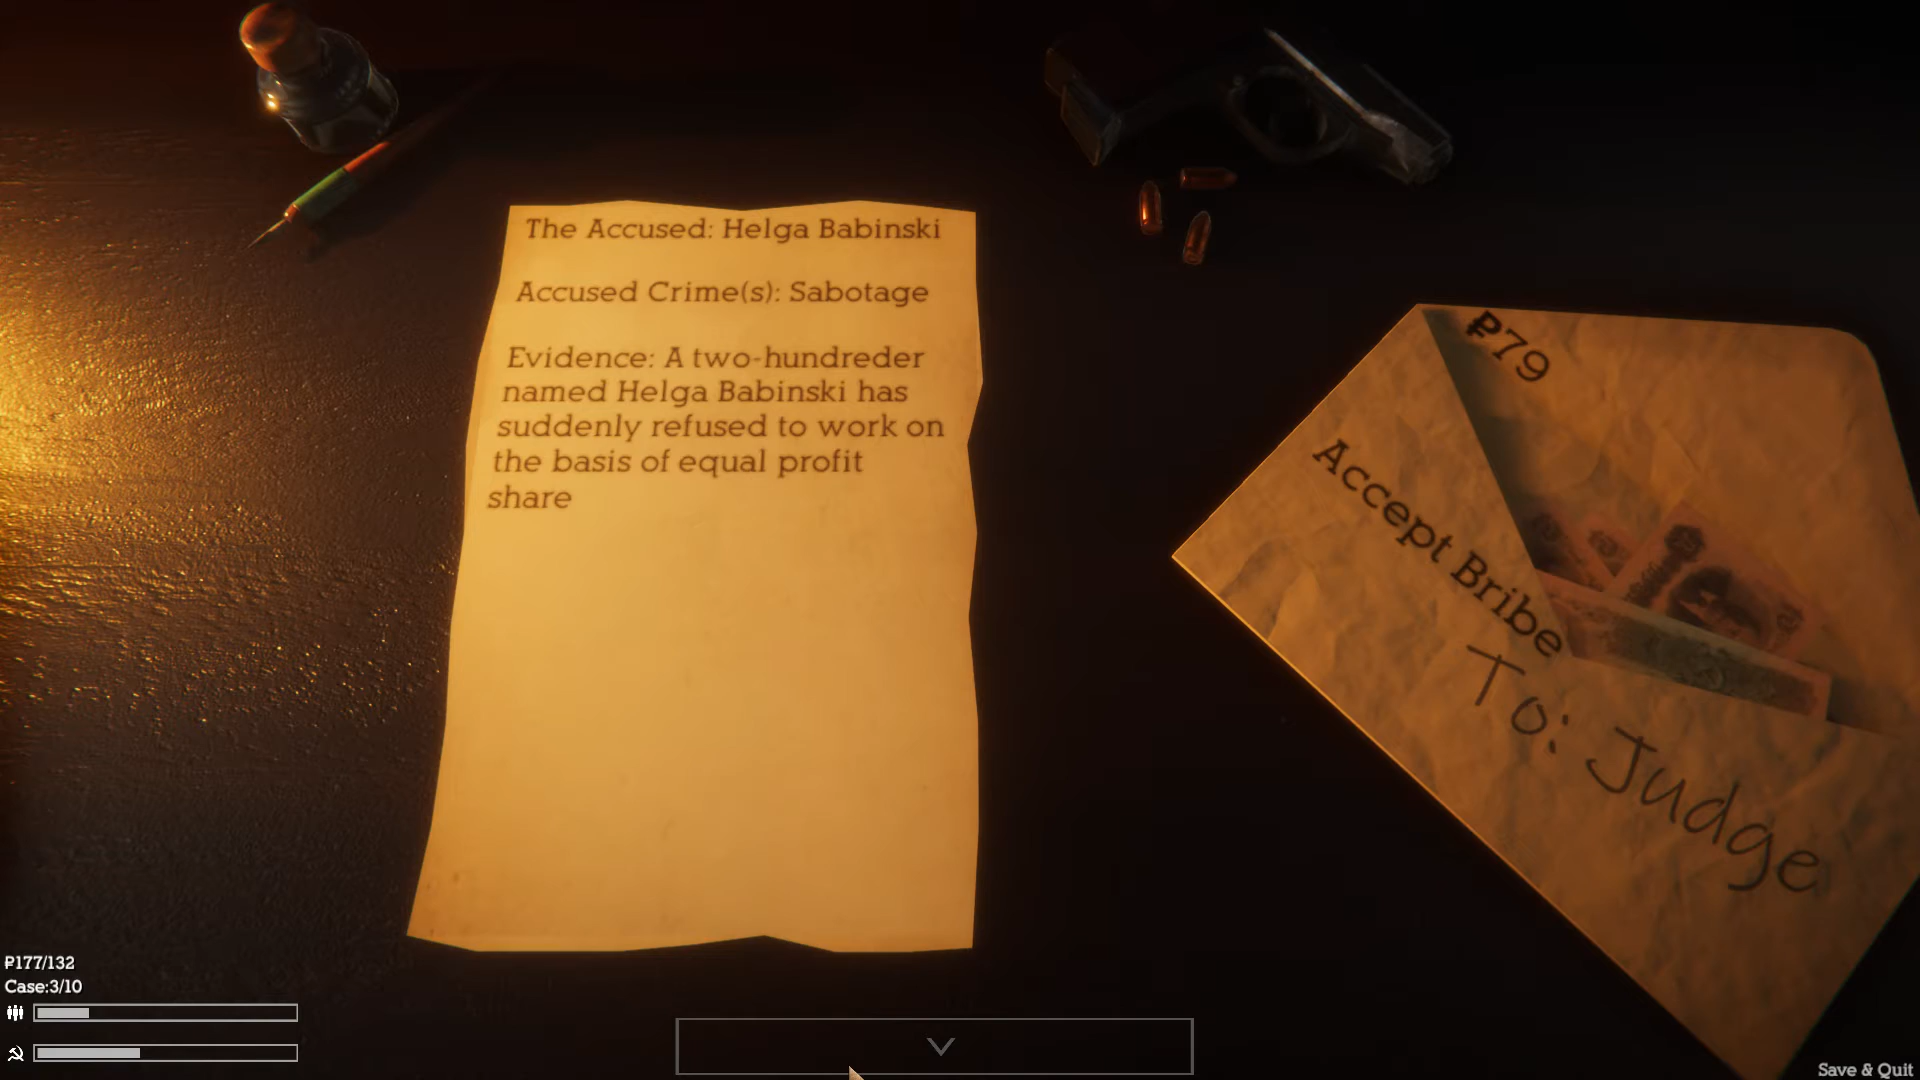 The Accused: Helga Babinski
Accused Crime(s): Sabotage
Evidence: A two-hundreder
named Helga Babinski has
suddenly refused to work on
the basis of equal profit
share
₽79
Accept Bribe
To: Judge
₽177/132
Case:3/10
Save & Quit